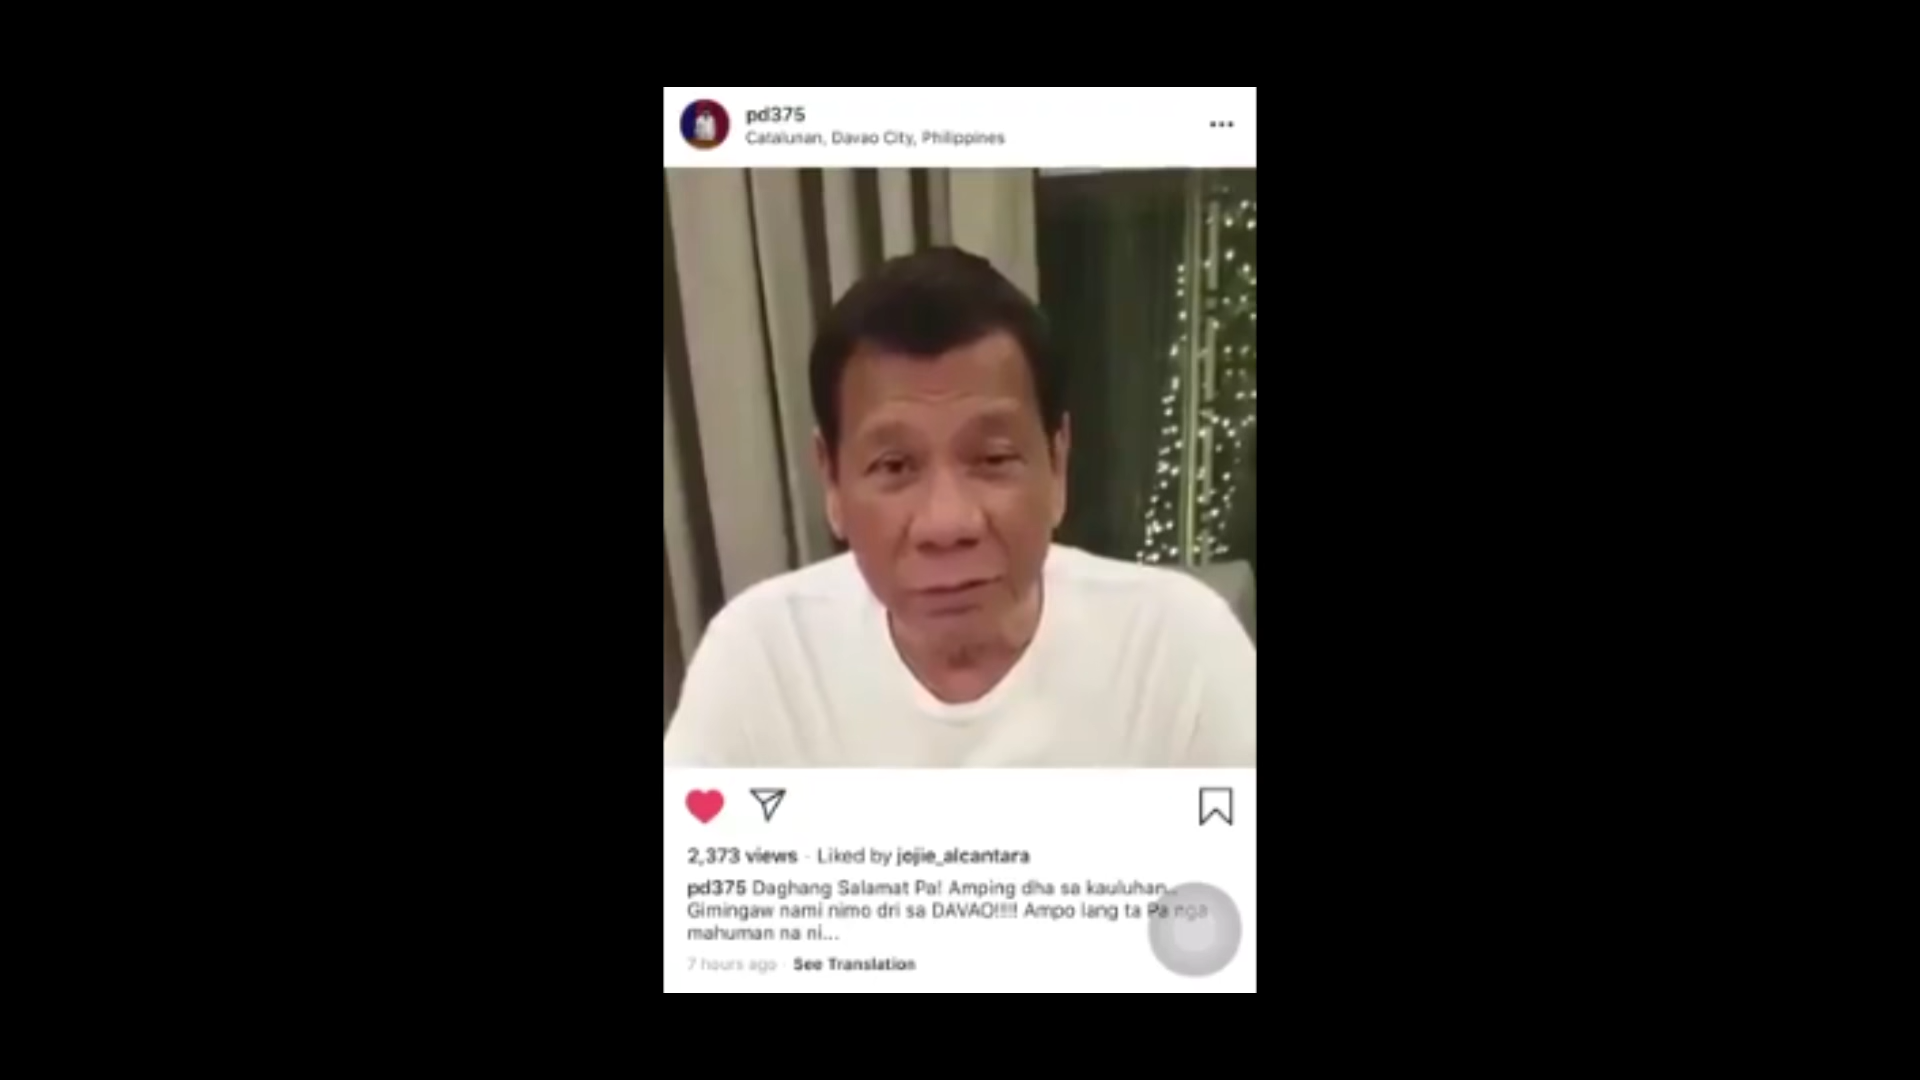 pd375
Catalunan, Davao City, Philippines
2,373 views · Liked by jojie_alcantara
pd375 Daghang Salamat Pa! Amping dha sa kauluhan..
Gimingaw nami nimo dri sa DAVAO!!!! Ampo lang ta Pa nga
mahuman na ni...
7 hours ago · See Translation